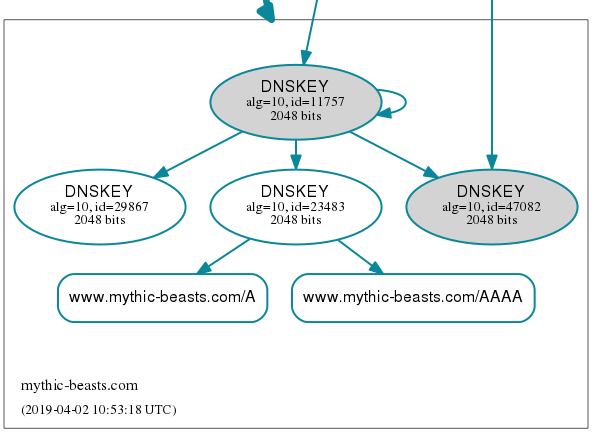 DNSKEY
alg=10, id=11757
2048 bits
DNSKEY
alg=10, id=29867
2048 bits
DNSKEY
alg=10, id=23483
2048 bits
DNSKEY
alg=10, id=47082
2048 bits
www.mythic-beasts.com/A
www.mythic-beasts.com/AAAA
mythic-beasts.com
(2019-04-02 10:53:18 UTC)